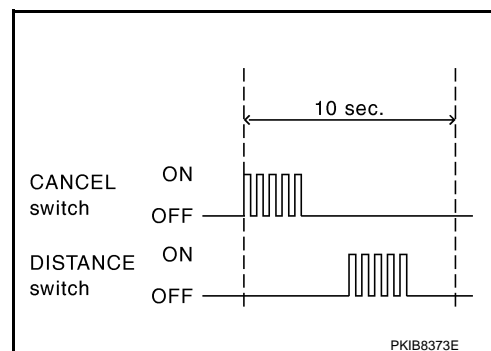 10 sec.
CANCEL
switch
ON
OFF
DISTANCE
switch
ON
OFF
PKIB8373E